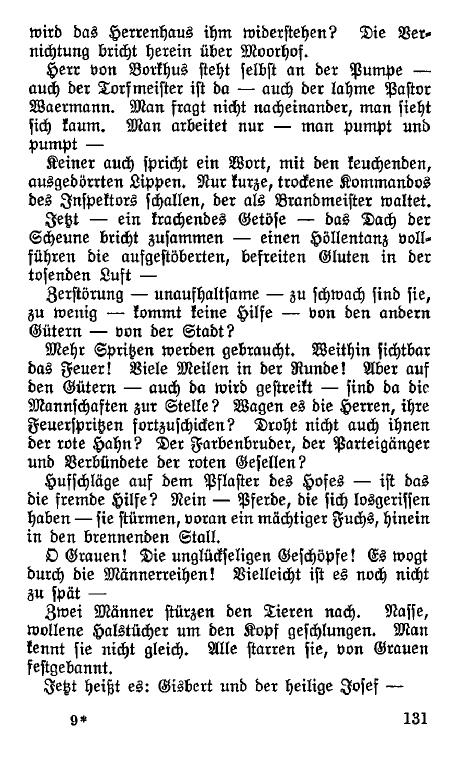 wird das Herrenhaus ihm widerstehen? Die Ver-
nichtung bricht herein über Moorhof.
Herr von Borkhus steht selbst an der Pumpe —
auch der Torfmeister ist da — auch der lahme Pastor
Waermann. Man fragt nicht nacheinander, man sieht
sich kaum. Man arbeitet nur — man pumpt und
pumpt —
Keiner auch spricht ein Wort, mit den keuchenden,
ausgedörrten Lippen. Nur kurze, trockene Kommandos
des Inspektors schallen, der als Brandmeister waltet.
Jetzt — ein krachendes Getöse — das Dach der
Scheune bricht zusammen — einen Höllentanz voll-
führen die aufgestöberten, befreiten Gluten in der
tosenden Luft —
Zerstörung — unaufhaltsame — zu schwach sind sie,
zu wenig — kommt keine Hilfe — von den andern
Gütern — von der Stadt?
Mehr Spritzen werden gebraucht. Weithin sichtbar
das Feuer! Viele Meilen in der Runde! Aber auf
den Gütern — auch da wird gestreikt — sind da die
Mannschaften zur Stelle? Wagen es die Herren, ihre
Feuerspritzen fortzuschicken? Droht nicht auch ihnen
der rote Hahn? Der Farbenbruder, der Parteigänger
und Verbündete der roten Gesellen?
Hufschläge auf dem Pflaster des Hofes — ist das
die fremde Hilfe? Nein — Pferde, die sich losgerissen
haben — sie stürmen, voran ein mächtiger Fuchs, hinein
in den brennenden Stall.
O Grauen! Die unglückseligen Geschöpfe! Es wogt
durch die Männerreihen! Vielleicht ist es noch nicht
zu spät —
Zwei Männer stürzen den Tieren nach. Nasse,
wollene Halstücher um den Kopf geschlungen. Man
kennt sie nicht gleich. Alle starren sie, von Grauen
festgebannt.
Jetzt heißt es: Gisbert und der heilige Josef —
9* 131